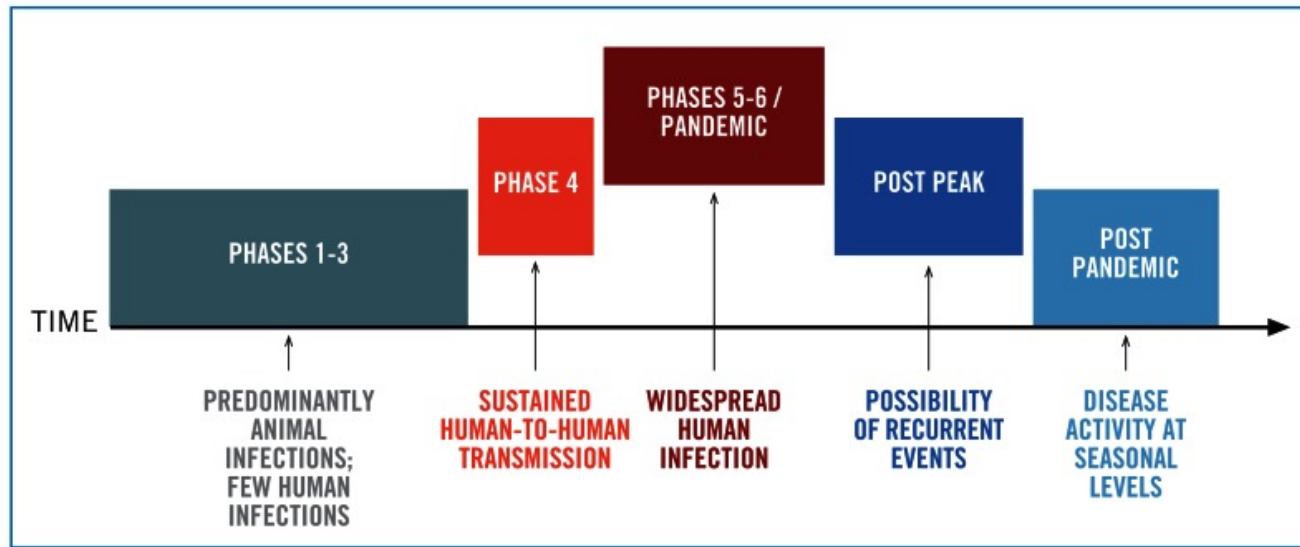 PHASES 5-6 /
PANDEMIC
PHASE 4
POST PEAK
PHASES 1-3
POST
PANDEMIC
TIME
PREDOMINANTLY
ANIMAL
INFECTIONS;
FEW HUMAN
INFECTIONS
SUSTAINED
HUMAN-TO-HUMAN
TRANSMISSION
WIDESPREAD
HUMAN
INFECTION
POSSIBILITY
OF RECURRENT
EVENTS
DISEASE
ACTIVITY AT
SEASONAL
LEVELS